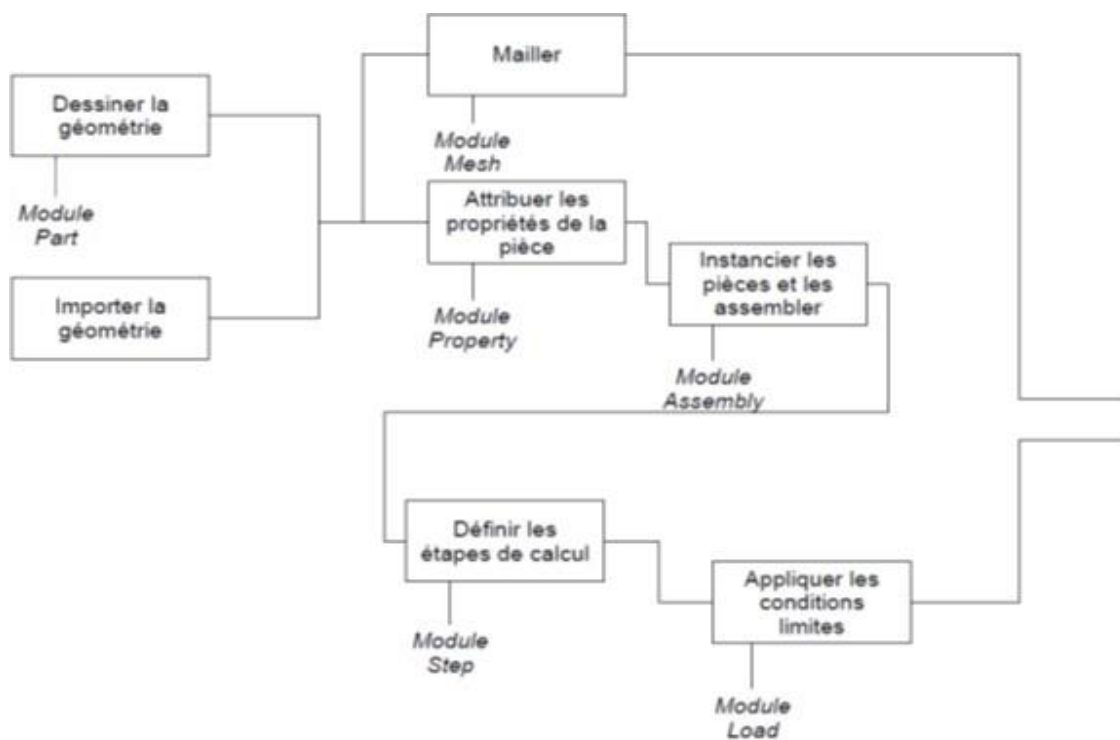 Mailler
Dessiner la
géométrie
Module
Mesh
Module
Part
Attribuer les
propriétés de la
pièce
Instancier les
pièces et les
assembler
Importer la
géométrie
Module
Property
Module
Assembly
Définir les
étapes de calcul
Appliquer les
conditions
limites
Module
Step
Module
Load